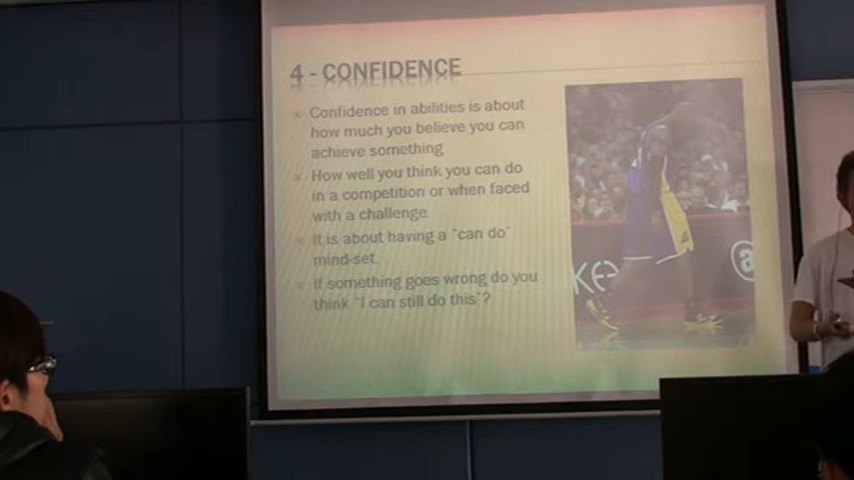 4 - CONFIDENCE
Confidence in abilities is about
how much you believe you can
achieve something
How well you think you can do
in a competition or when faced
with a challenge.
It is about having a "can do"
mind-set.
If something goes wrong do you
think "I can still do this"?
KE